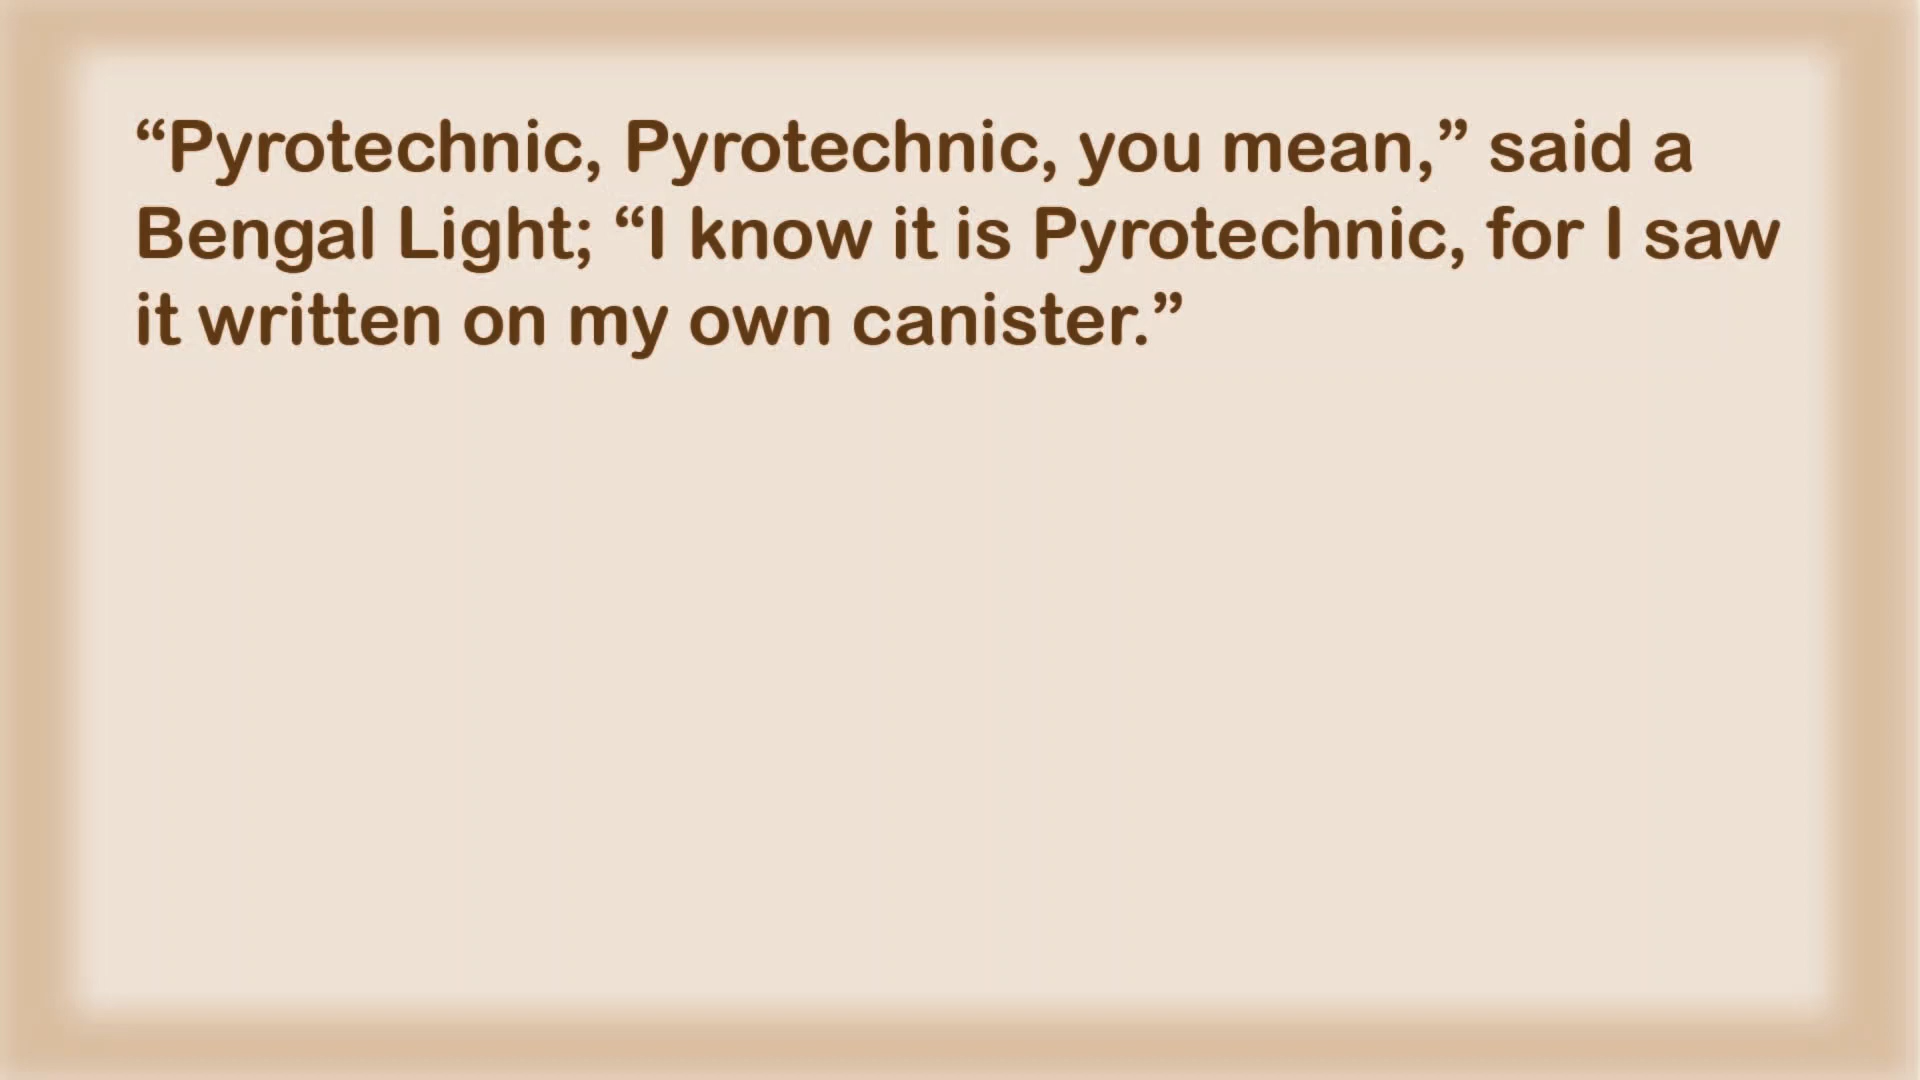 “Pyrotechnic, Pyrotechnic, you mean,” said a
Bengal Light; “I know it is Pyrotechnic, for I saw
it written on my own canister.”